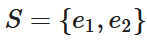 S = {e₁, e₂}